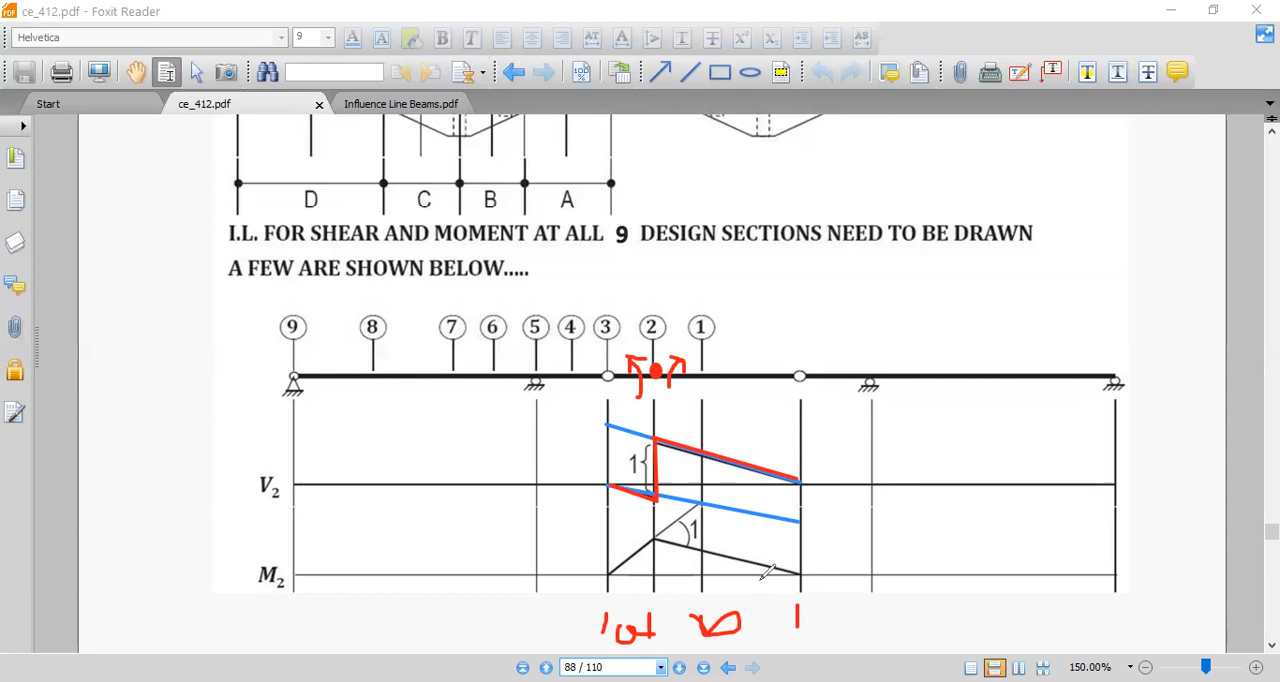 ce_412.pdf - Foxit Reader
Helvetica 9
Start ce_412.pdf Influence Line Beams.pdf
D C B A
I.L. FOR SHEAR AND MOMENT AT ALL 9 DESIGN SECTIONS NEED TO BE DRAWN
A FEW ARE SHOWN BELOW.....
9 8 7 6 5 4 3 2 1
1
V2
1
M2
88 / 110 150.00%